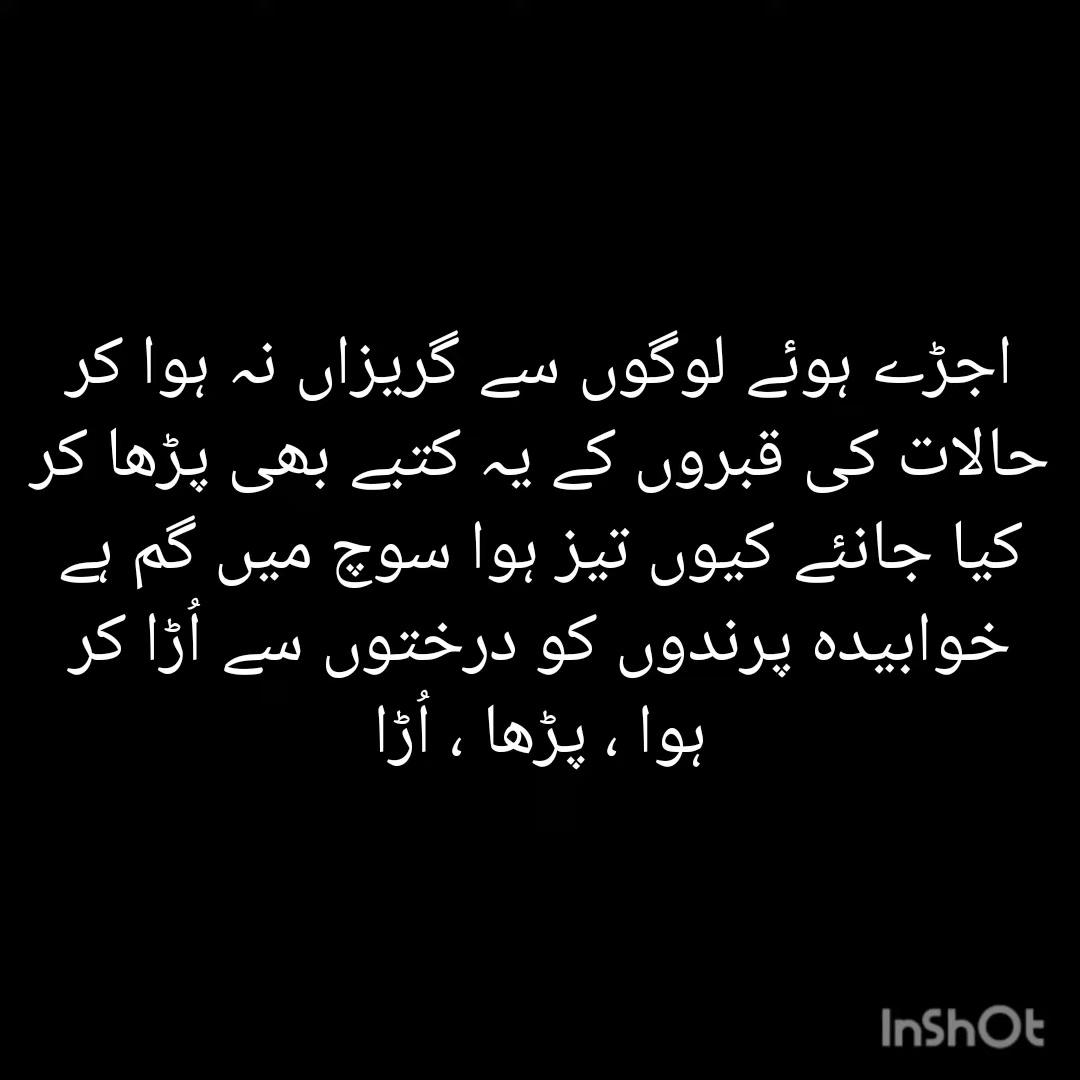 اجڑے ہوئے لوگوں سے گریزاں نہ ہوا کر
حالات کی قبروں کے یہ کتبے بھی پڑھا کر
کیا جانئے کیوں تیز ہوا سوچ میں گم ہے
خوابیدہ پرندوں کو درختوں سے اُڑا کر
ہوا ، پڑھا ، اُڑا
InShOt